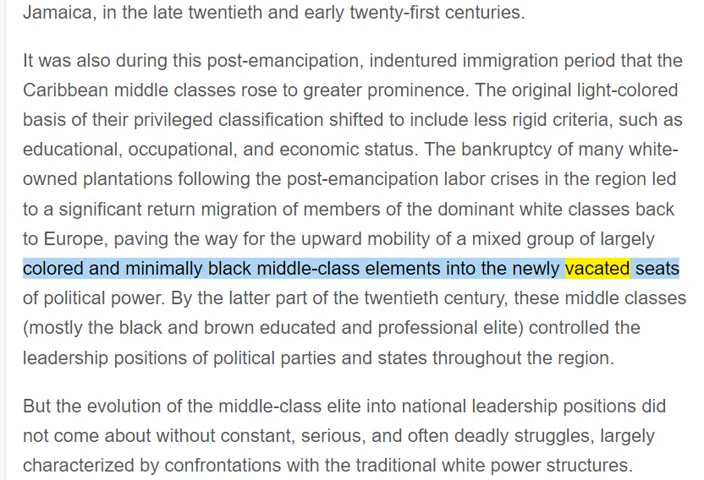 Jamaica, in the late twentieth and early twenty-first centuries.
It was also during this post-emancipation, indentured immigration period that the
Caribbean middle classes rose to greater prominence. The original light-colored
basis of their privileged classification shifted to include less rigid criteria, such as
educational, occupational, and economic status. The bankruptcy of many white-
owned plantations following the post-emancipation labor crises in the region led
to a significant return migration of members of the dominant white classes back
to Europe, paving the way for the upward mobility of a mixed group of largely
colored and minimally black middle-class elements into the newly vacated seats
of political power. By the latter part of the twentieth century, these middle classes
(mostly the black and brown educated and professional elite) controlled the
leadership positions of political parties and states throughout the region.
But the evolution of the middle-class elite into national leadership positions did
not come about without constant, serious, and often deadly struggles, largely
characterized by confrontations with the traditional white power structures.